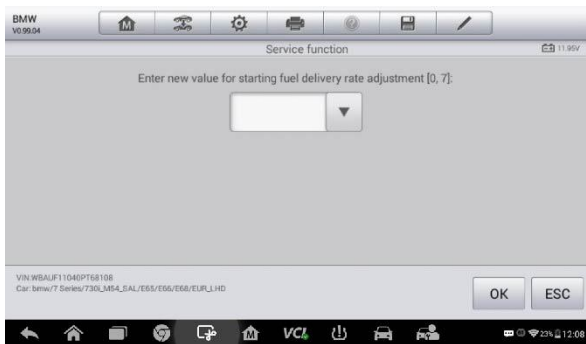 BMW
V0.99.04
Service function
11.95V
Enter new value for starting fuel delivery rate adjustment [0, 7]:
VIN:WBAUF11040PT68108
Car: bmw/7 Series/730i_M54_SAL/E65/E66/E68/EUR_LHD
OK
ESC
VCI
23%
12:08